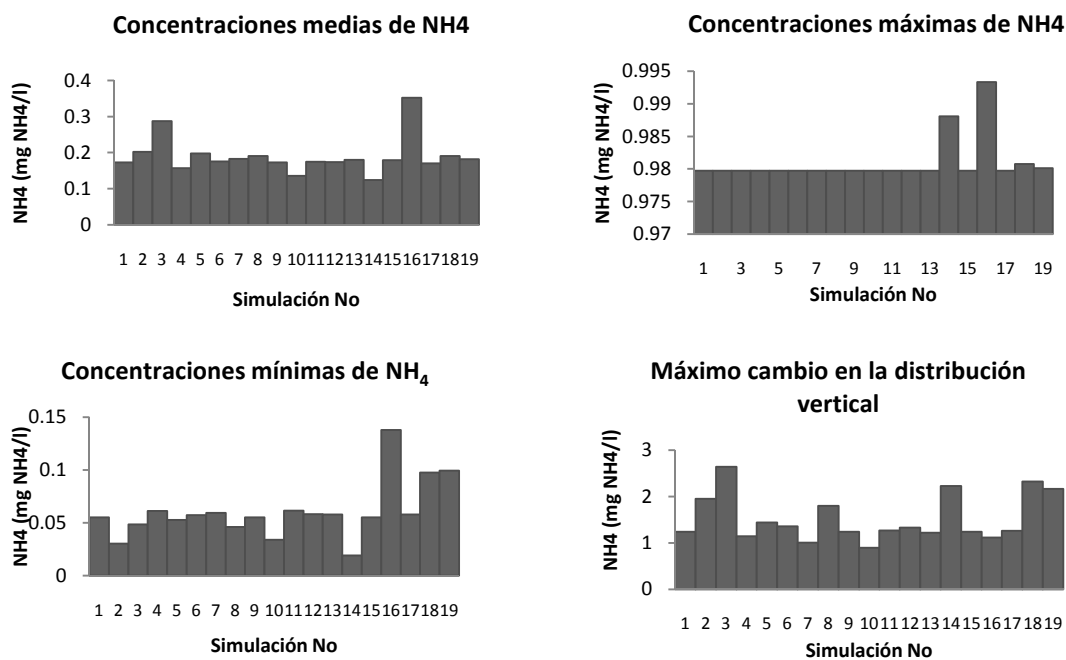 Concentraciones medias de NH4
NH4 (mg NH4/l)
0.4
0.3
0.2
0.1
0
1 2 3 4 5 6 7 8 9 10 11 12 13 14 15 16 17 18 19
Simulación No
Concentraciones máximas de NH4
NH4 (mg NH4/l)
0.995
0.99
0.985
0.98
0.975
0.97
1 3 5 7 9 11 13 15 17 19
Simulación No
Concentraciones mínimas de NH₄
NH4 (mg NH4/l)
0.15
0.1
0.05
0
1 2 3 4 5 6 7 8 9 10 11 12 13 14 15 16 17 18 19
Simulación No
Máximo cambio en la distribución
vertical
NH4 (mg NH4/l)
3
2
1
0
1 2 3 4 5 6 7 8 9 10 11 12 13 14 15 16 17 18 19
Simulación No